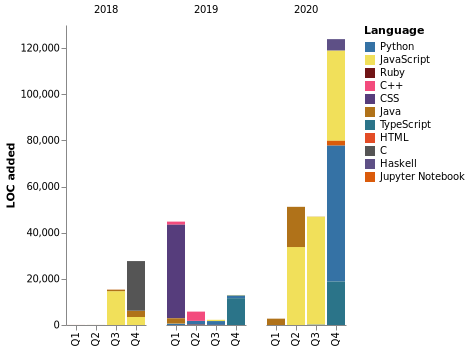 2018 2019 2020
LOC added
120,000
100,000
80,000
60,000
40,000
20,000
0
Q1 Q2 Q3 Q4 Q1 Q2 Q3 Q4 Q1 Q2 Q3 Q4
Language
Python
JavaScript
Ruby
C++
CSS
Java
TypeScript
HTML
C
Haskell
Jupyter Notebook